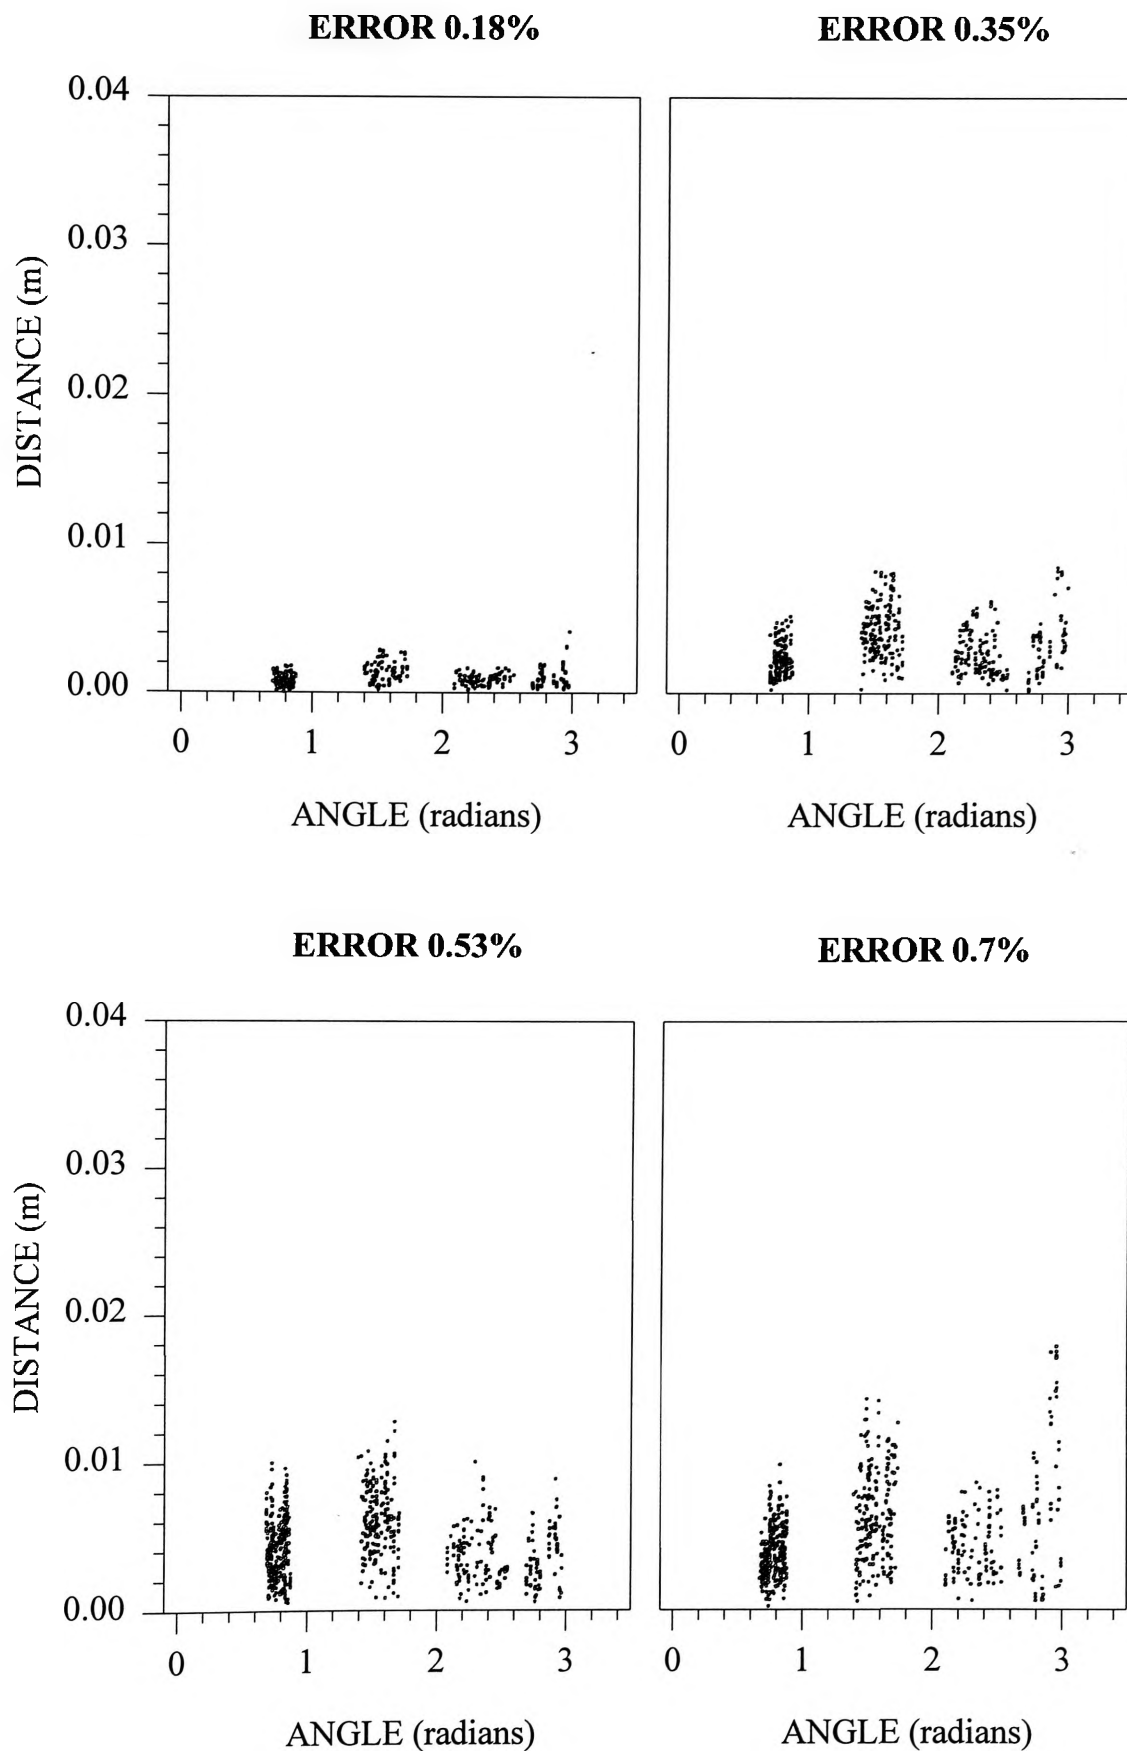 ERROR 0.18%
ERROR 0.35%
0.04
0.03
0.02
0.01
0.00
DISTANCE (m)
0 1 2 3
0 1 2 3
ANGLE (radians)
ANGLE (radians)
ERROR 0.53%
ERROR 0.7%
0.04
0.03
0.02
0.01
0.00
DISTANCE (m)
0 1 2 3
0 1 2 3
ANGLE (radians)
ANGLE (radians)